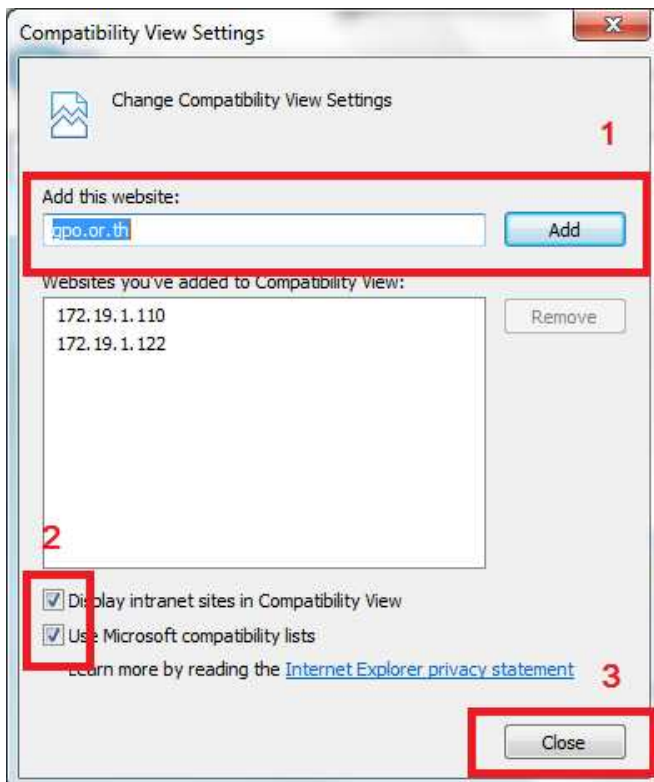 Compatibility View Settings
Change Compatibility View Settings
1
Add this website:
gpo.or.th
Add
Websites you've added to Compatibility View:
172.19.1.110
172.19.1.122
Remove
2
Display intranet sites in Compatibility View
Use Microsoft compatibility lists
Learn more by reading the Internet Explorer privacy statement
3
Close